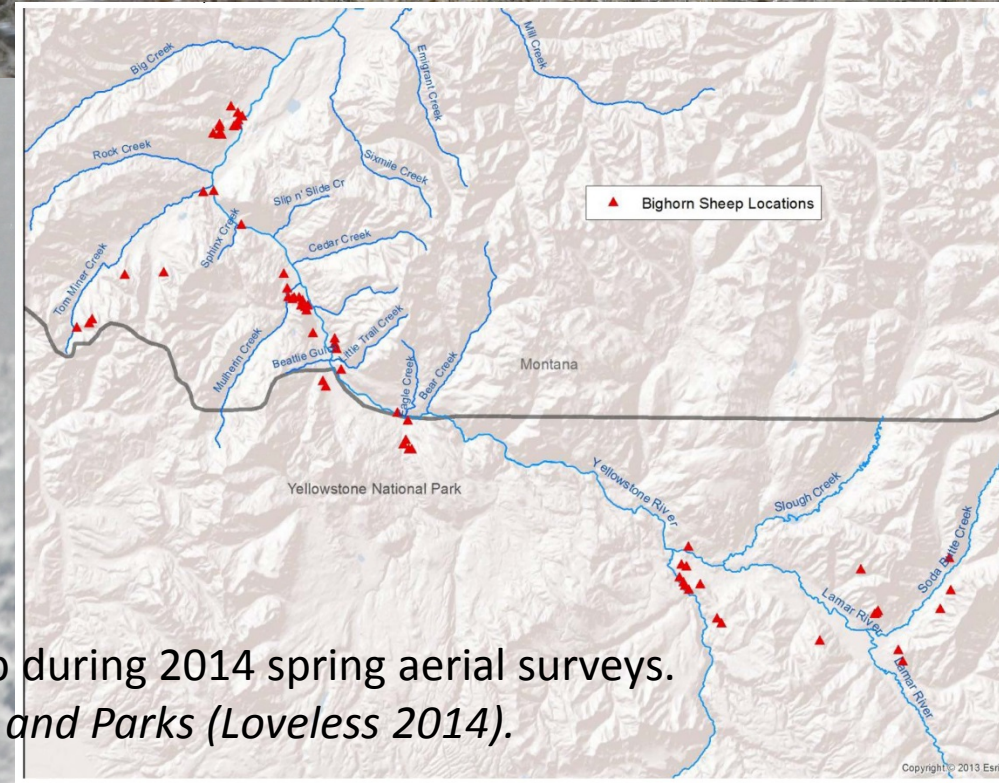 Big Creek
Emigrant Creek
Mill Creek
Rock Creek
Sixmile Creek
Slip n' Slide Cr
Bighorn Sheep Locations
Sphinx Creek
Cedar Creek
Tom Miner Creek
Mulherin Creek
Beattie Gul
ttle Trail Creek
Eagle Creek
Bear Creek
Montana
Yellowstone National Park
Yellowstone River
Slough Creek
Soda Butte Creek
Lamar River
Lamar River
during 2014 spring aerial surveys.
and Parks (Loveless 2014).
Copyright © 2013 Esri